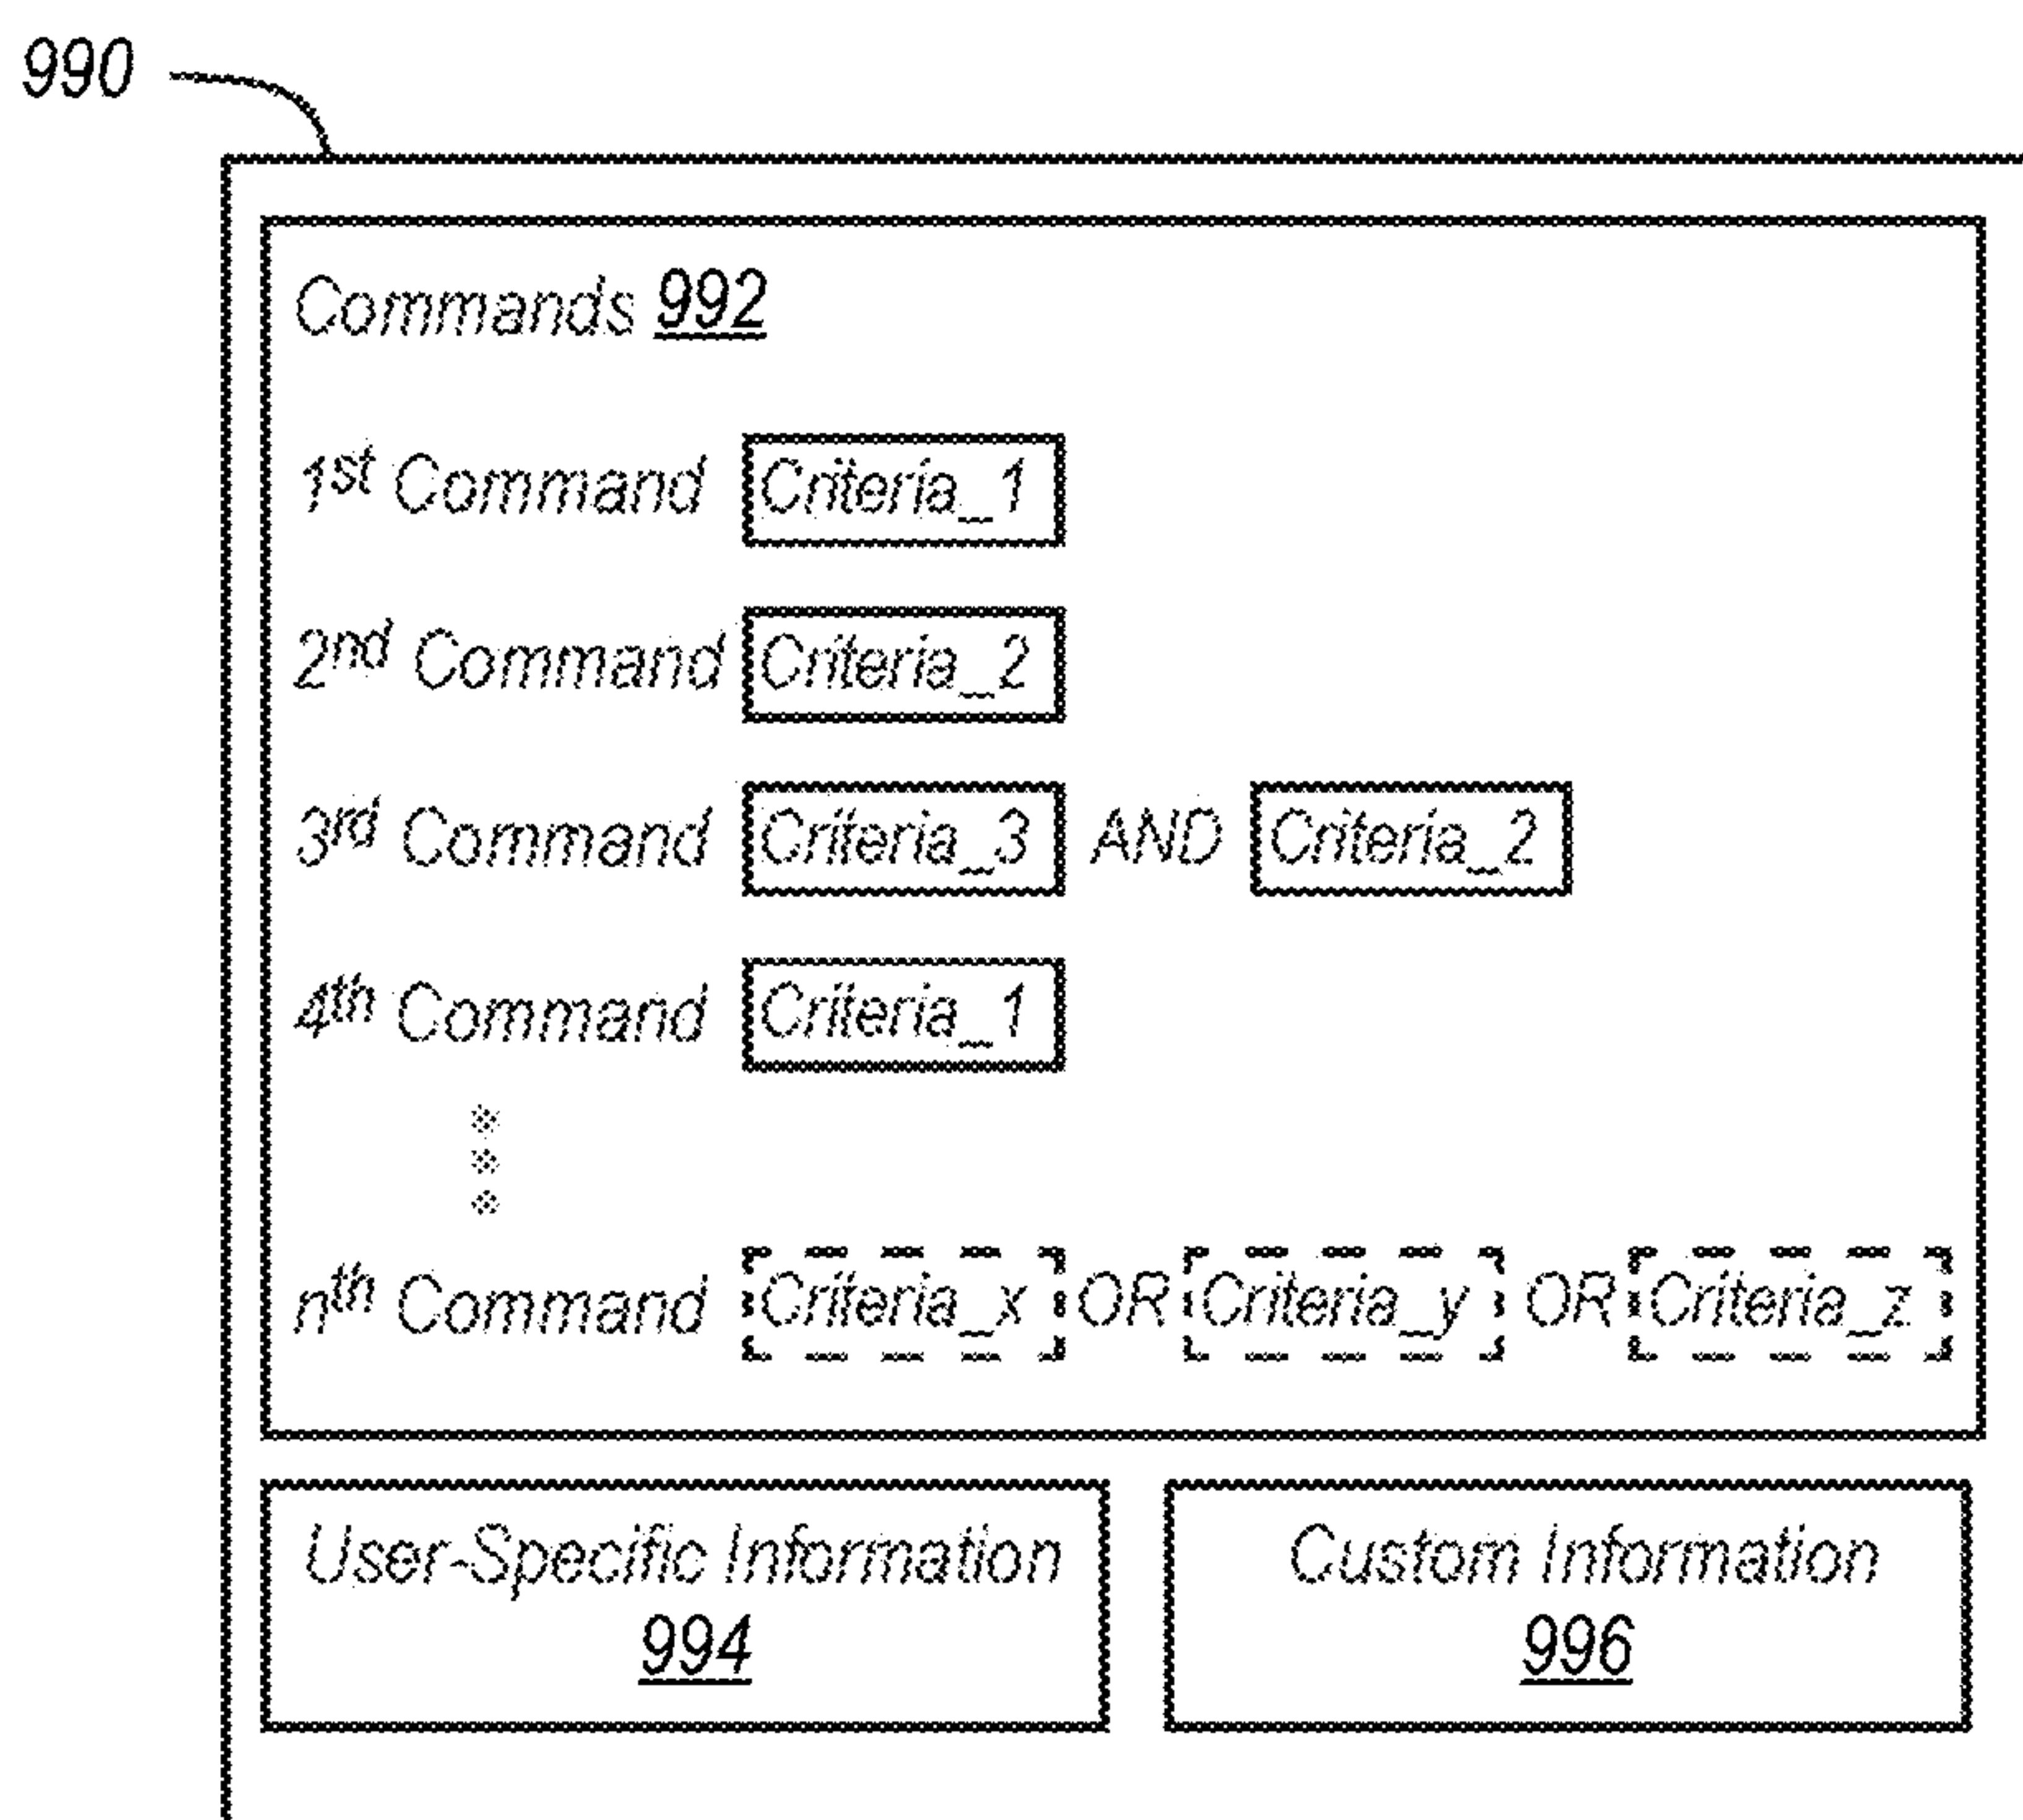 990
Commands 992
1st Command Criteria_1
2nd Command Criteria_2
3rd Command Criteria_3 AND Criteria_2
4th Command Criteria_1
nth Command Criteria_x OR Criteria_y OR Criteria_z
User-Specific Information
994
Custom Information
996